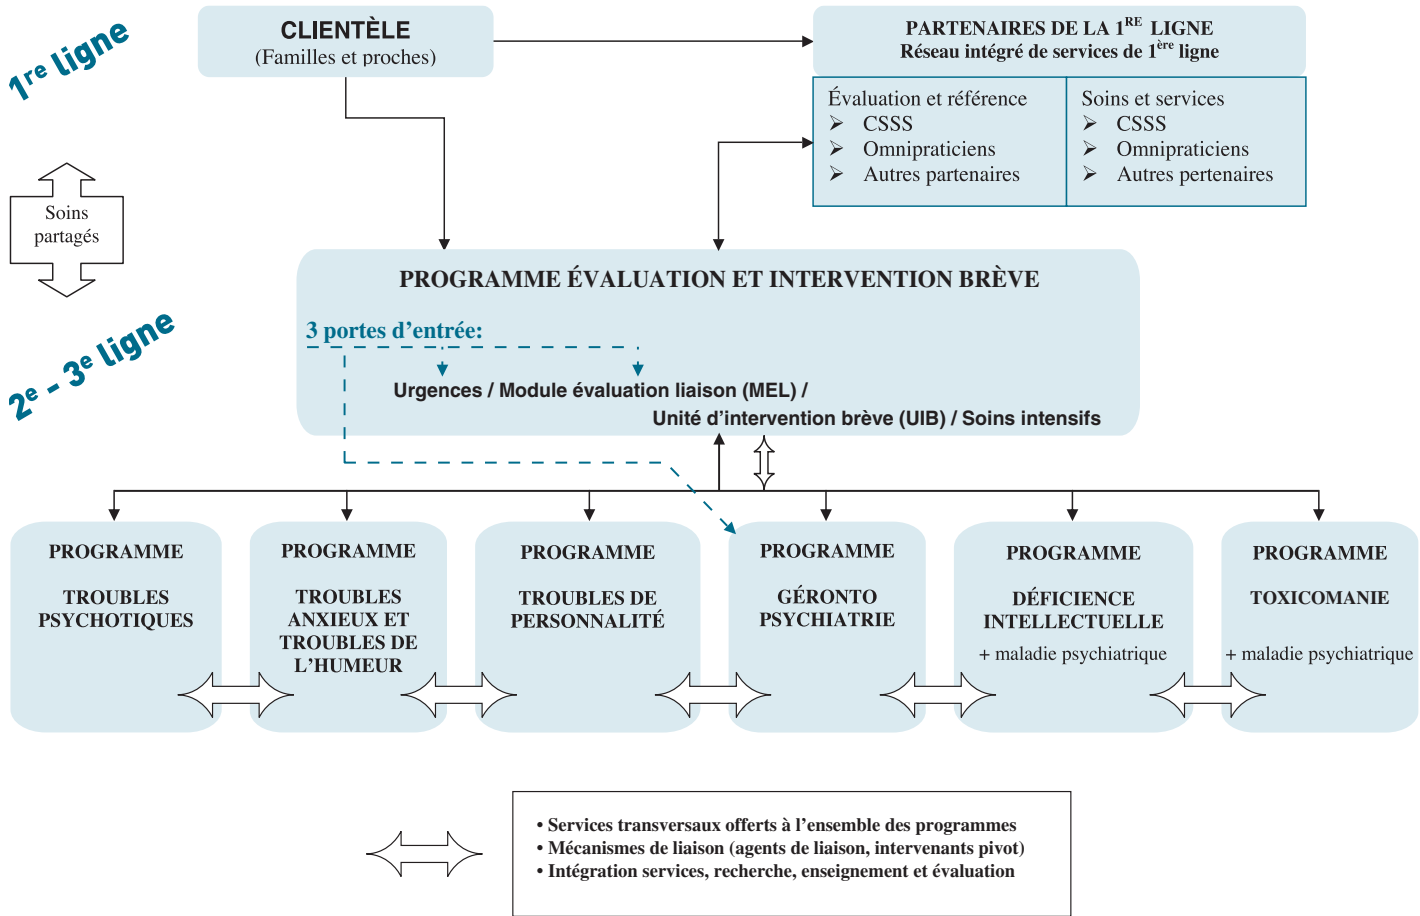 1re ligne
CLIENTÈLE
(Familles et proches)
PARTENAIRES DE LA 1RE LIGNE
Réseau intégré de services de 1ère ligne
Évaluation et référence
➢ CSSS
➢ Omnipraticiens
➢ Autres partenaires
Soins et services
➢ CSSS
➢ Omnipraticiens
➢ Autres pertenaires
Soins
partagés
2e - 3e ligne
PROGRAMME ÉVALUATION ET INTERVENTION BRÈVE
3 portes d'entrée:
Urgences / Module évaluation liaison (MEL) /
Unité d'intervention brève (UIB) / Soins intensifs
PROGRAMME
TROUBLES
PSYCHOTIQUES
PROGRAMME
TROUBLES
ANXIEUX ET
TROUBLES DE
L'HUMEUR
PROGRAMME
TROUBLES DE
PERSONNALITÉ
PROGRAMME
GÉRONTO
PSYCHIATRIE
PROGRAMME
DÉFICIENCE
INTELLECTUELLE
+ maladie psychiatrique
PROGRAMME
TOXICOMANIE
+ maladie psychiatrique
• Services transversaux offerts à l'ensemble des programmes
• Mécanismes de liaison (agents de liaison, intervenants pivot)
• Intégration services, recherche, enseignement et évaluation